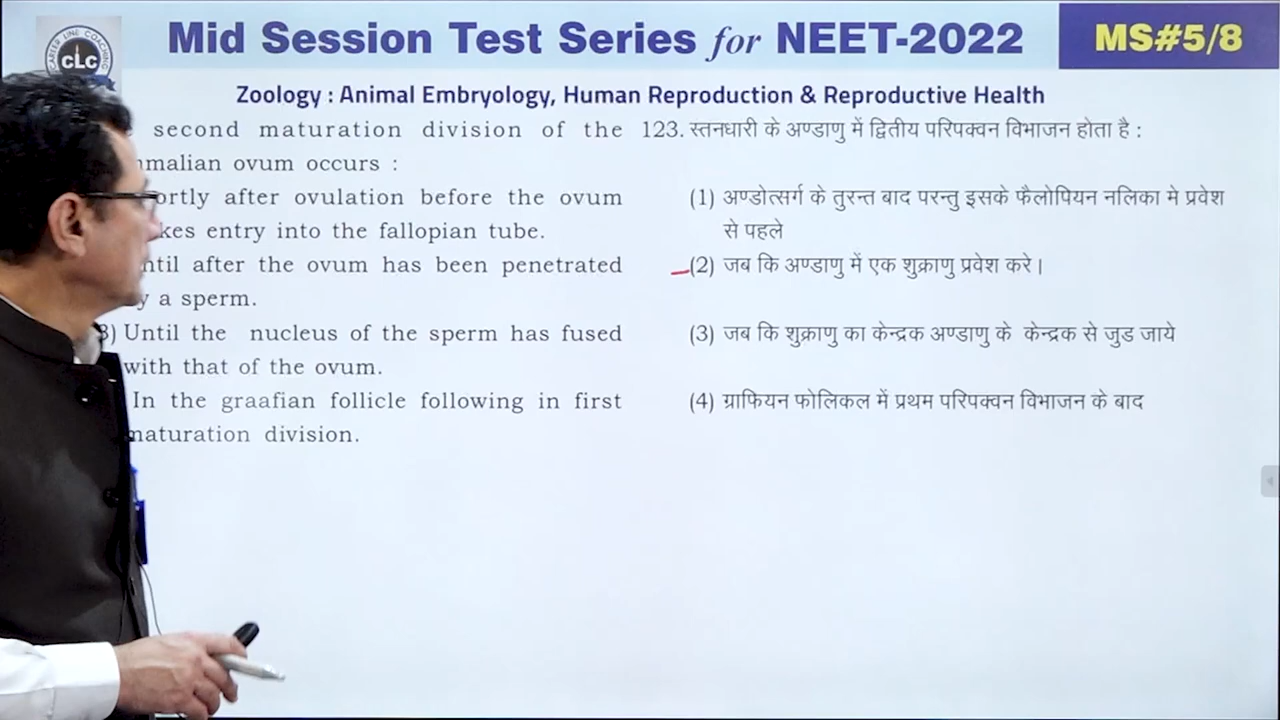 Mid Session Test Series for NEET-2022
MS#5/8
CLC
Zoology : Animal Embryology, Human Reproduction & Reproductive Health
second maturation division of the
ovum occurs :
after ovulation before the ovum
entry into the fallopian tube.
after the ovum has been penetrated
a sperm.
Until the nucleus of the sperm has fused
with that of the ovum.
In the graafian follicle following in first
maturation division.
123. स्तनधारी के अण्डाणु में द्वितीय परिपक्वन विभाजन होता है :
(1) अण्डोत्सर्ग के तुरन्त बाद परन्तु इसके फैलोपियन नलिका मे प्रवेश
से पहले
(2) जब कि अण्डाणु में एक शुक्राणु प्रवेश करे।
(3) जब कि शुक्राणु का केन्द्रक अण्डाणु के केन्द्रक से जुड जाये
(4) ग्राफियन फोलिकल में प्रथम परिपक्वन विभाजन के बाद